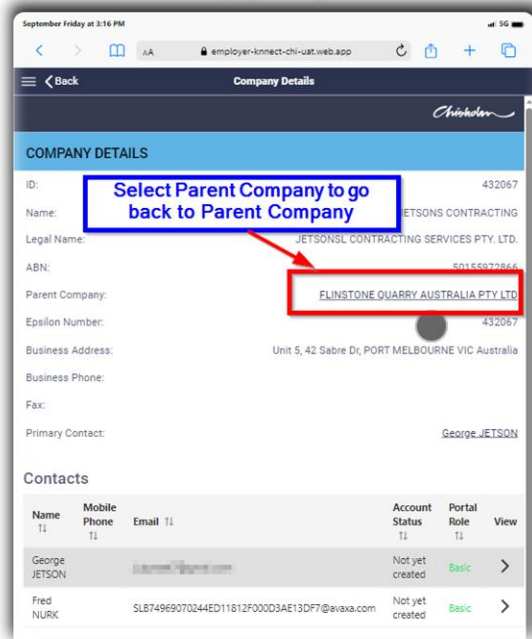 September Friday at 3:16 PM
5G
AA
employer-knnect-chi-uat.web.app
Back
Company Details
Chisholm
COMPANY DETAILS
Select Parent Company to go
back to Parent Company
ID: 432067
Name: JETSONS CONTRACTING
Legal Name: JETSONSL CONTRACTING SERVICES PTY. LTD.
ABN: 50155972866
Parent Company: FLINSTONE QUARRY AUSTRALIA PTY LTD
Epsilon Number: 432067
Business Address: Unit 5, 42 Sabre Dr, PORT MELBOURNE VIC Australia
Business Phone:
Fax:
Primary Contact: George JETSON
Contacts
Name Mobile Phone Email Account Status Portal Role View
George JETSON Not yet created Basic
Fred NURK SLB74969070244ED11812F000D3AE13DF7@avaxa.com Not yet created Basic